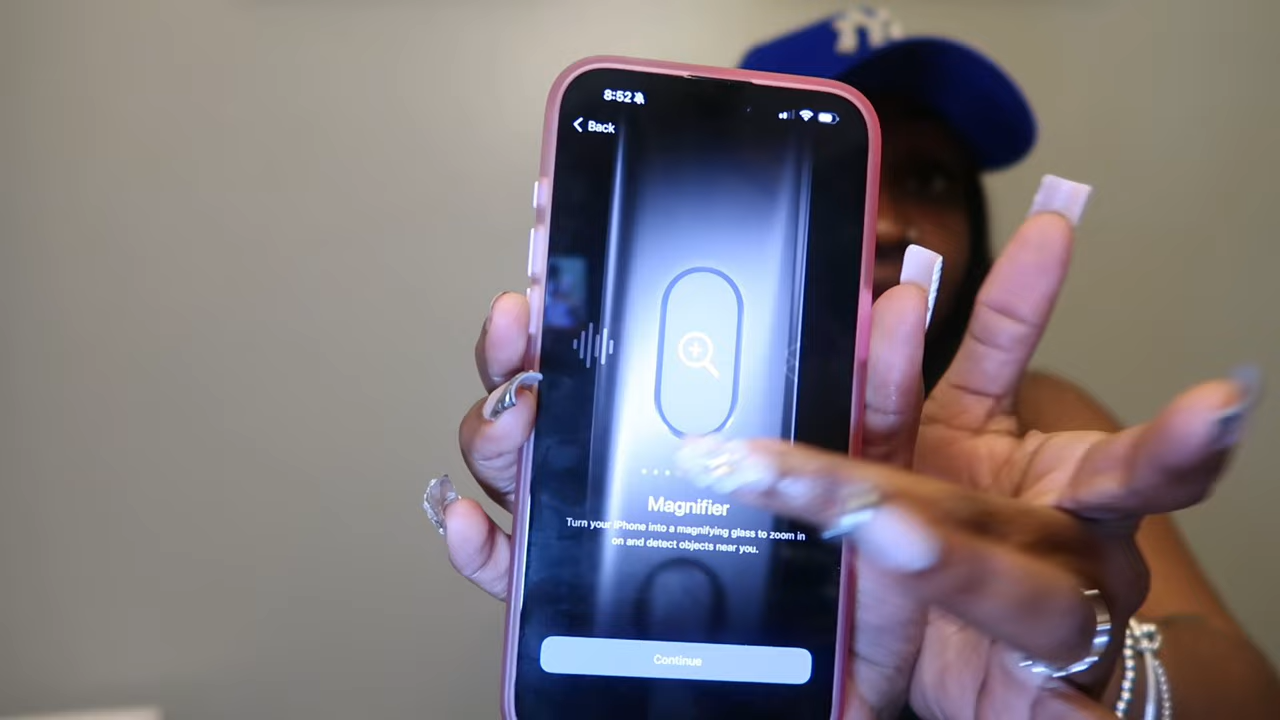 NY
8:52
Back
Magnifier
Turn your iPhone into a magnifying glass to zoom in
on and detect objects near you.
Continue